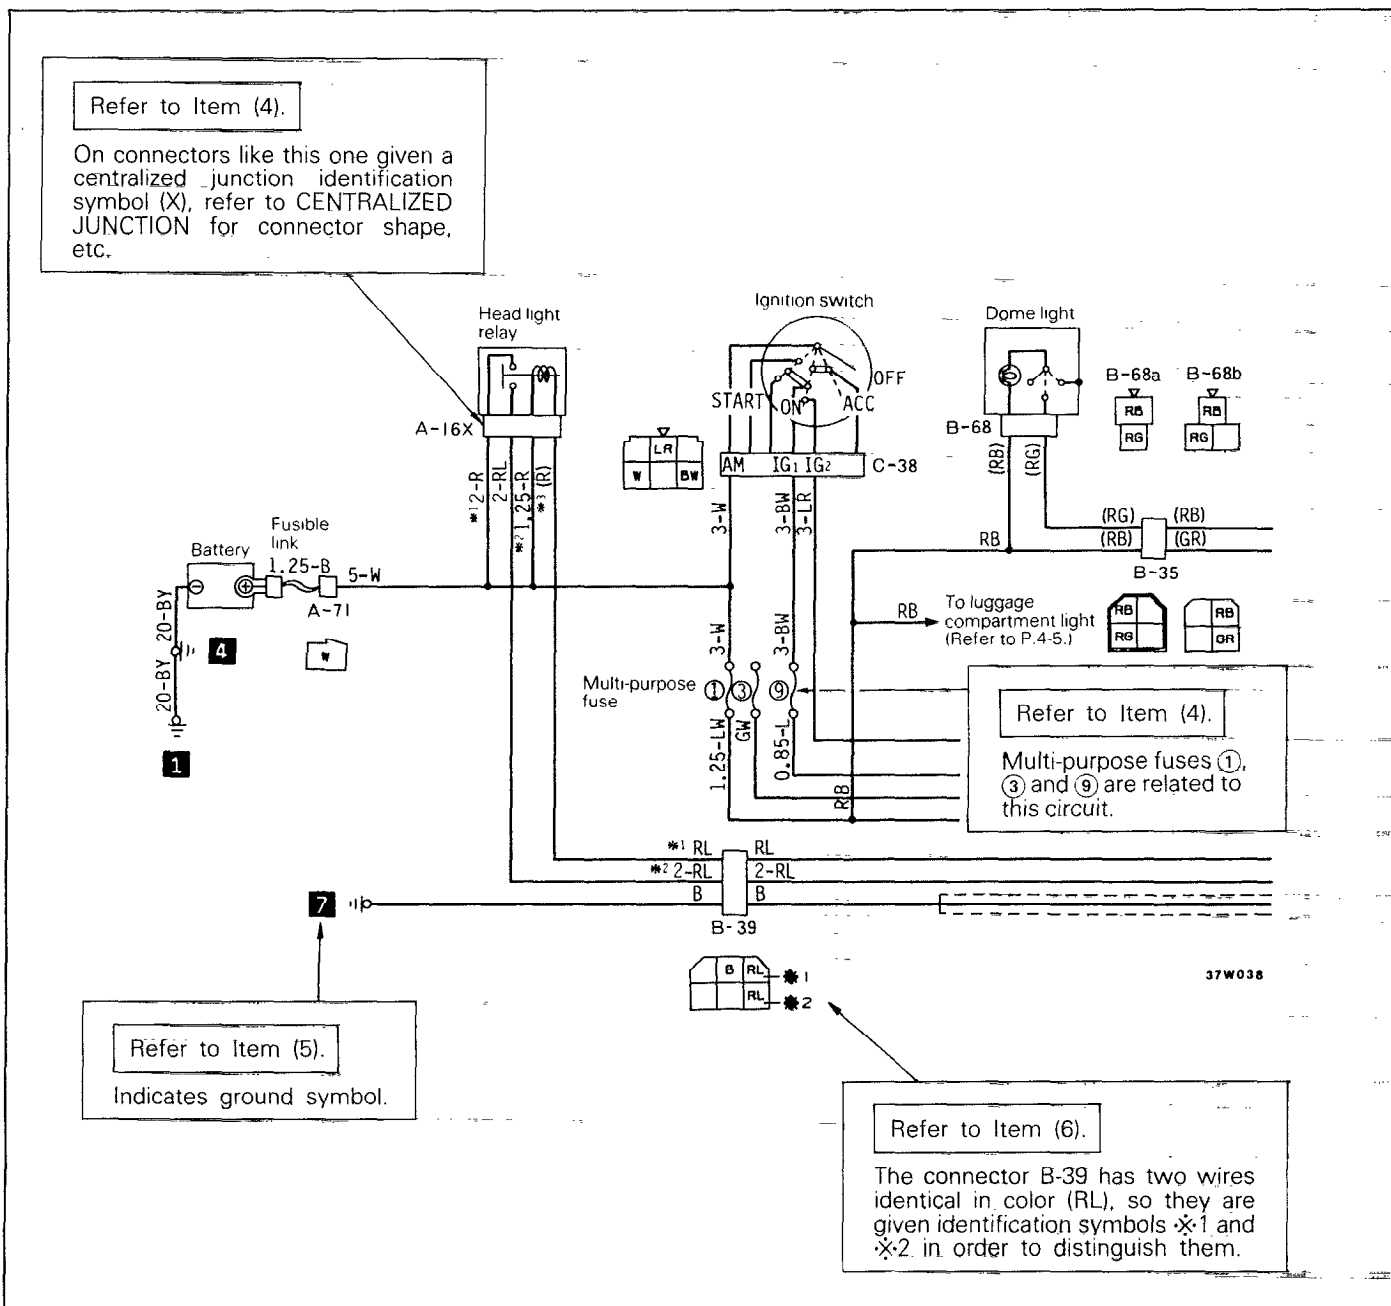 Refer to Item (4).
On connectors like this one given a
centralized junction identification
symbol (X), refer to CENTRALIZED
JUNCTION for connector shape,
etc.
Head light
relay
A-16X
※1 2-R
2-RL
※2 1.25-R
※3 (R)
Ignition switch
OFF
START
ON
ACC
AM
IG1
IG2
C-38
LR
W
BW
3-W
3-BW
3-LR
Dome light
B-68
(RB)
(RG)
B-68a
RB
RG
B-68b
RB
RG
Battery
Fusible
link
1.25-B
A-71
5-W
W
20-BY
20-BY
4
1
RB
(RG)
(RB)
(RB)
(GR)
B-35
RB
RG
RB
GR
RB
To luggage
compartment light
(Refer to P.4-5.)
3-W
3-BW
Multi-purpose
fuse
①
③
⑨
1.25-LW
GW
0.85-L
RB
Refer to Item (4).
Multi-purpose fuses ①,
③ and ⑨ are related to
this circuit.
※1 RL
RL
※2 2-RL
2-RL
B
B
B-39
7
B
RL
※1
RL
※2
37W038
Refer to Item (5).
Indicates ground symbol.
Refer to Item (6).
The connector B-39 has two wires
identical in color (RL), so they are
given identification symbols ※1 and
※2 in order to distinguish them.